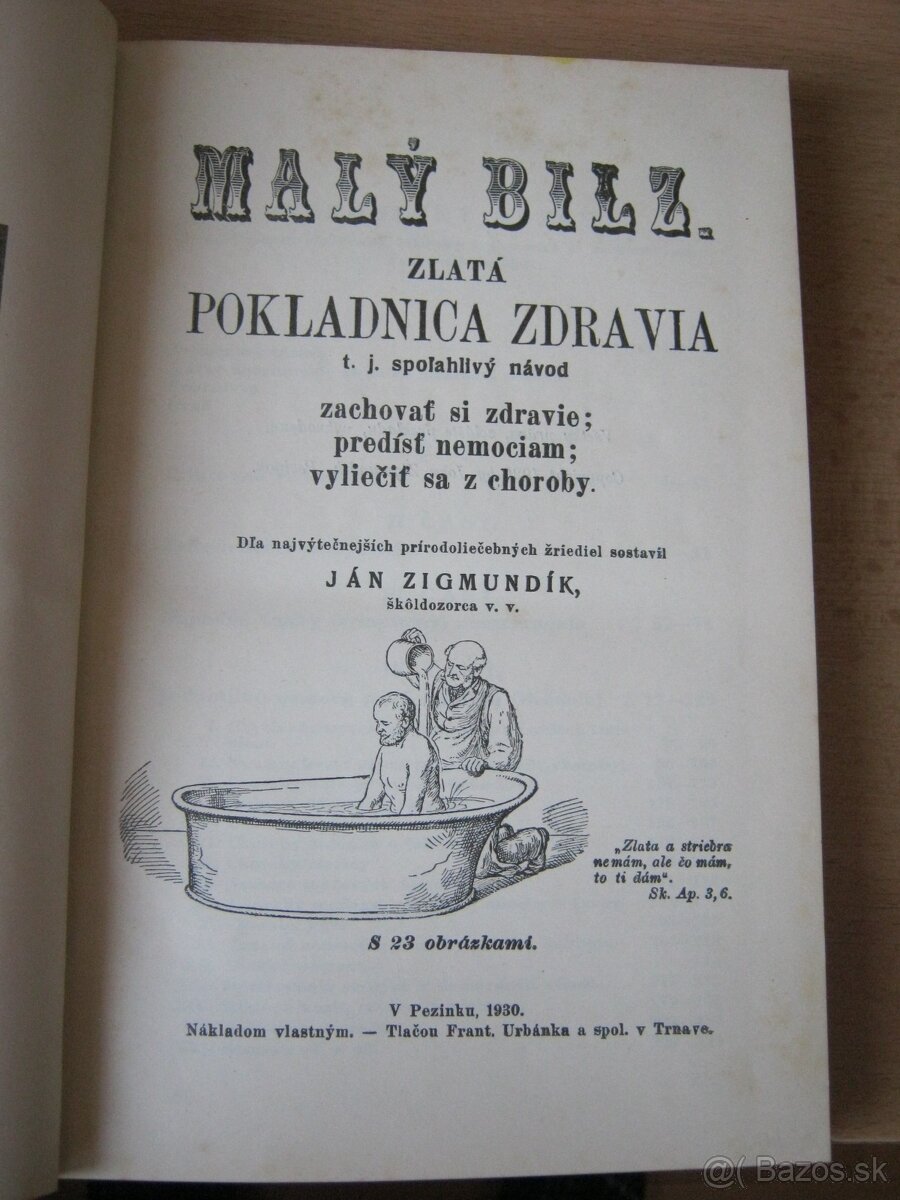 MALÝ BILZ.
ZLATÁ
POKLADNICA ZDRAVIA
t. j. spoľahlivý návod
zachovať si zdravie;
predísť nemociam;
vyliečiť sa z choroby.
Dľa najvýtečnejších prírodoliečebných žriediel sostavil
JÁN ZIGMUNDÍK,
škôldozorca v. v.
„Zlata a striebra
nemám, ale čo mám,
to ti dám“.
Sk. Ap. 3, 6.
S 23 obrázkami.
V Pezinku, 1930.
Nákladom vlastným. — Tlačou Frant. Urbánka a spol. v Trnave.
@( Bazos.sk